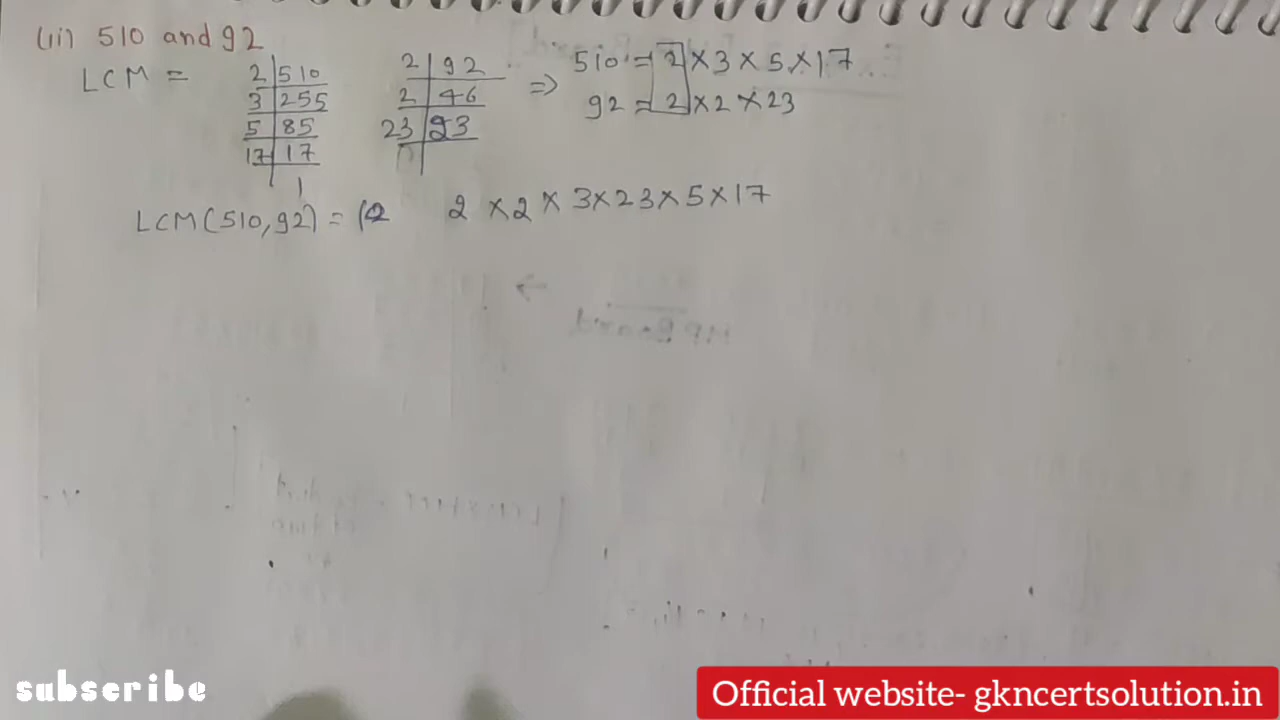 (ii) 510 and 92
LCM =
2 | 510
3 | 255
5 | 85
17 | 17
1
2 | 92
2 | 46
23 | 23
⇒ 510 = 2 × 3 × 5 × 17
92 = 2 × 2 × 23
LCM(510,92) = 2 × 2 × 3×23×5×17
MP Board
subscribe
Official website- gkncertsolution.in